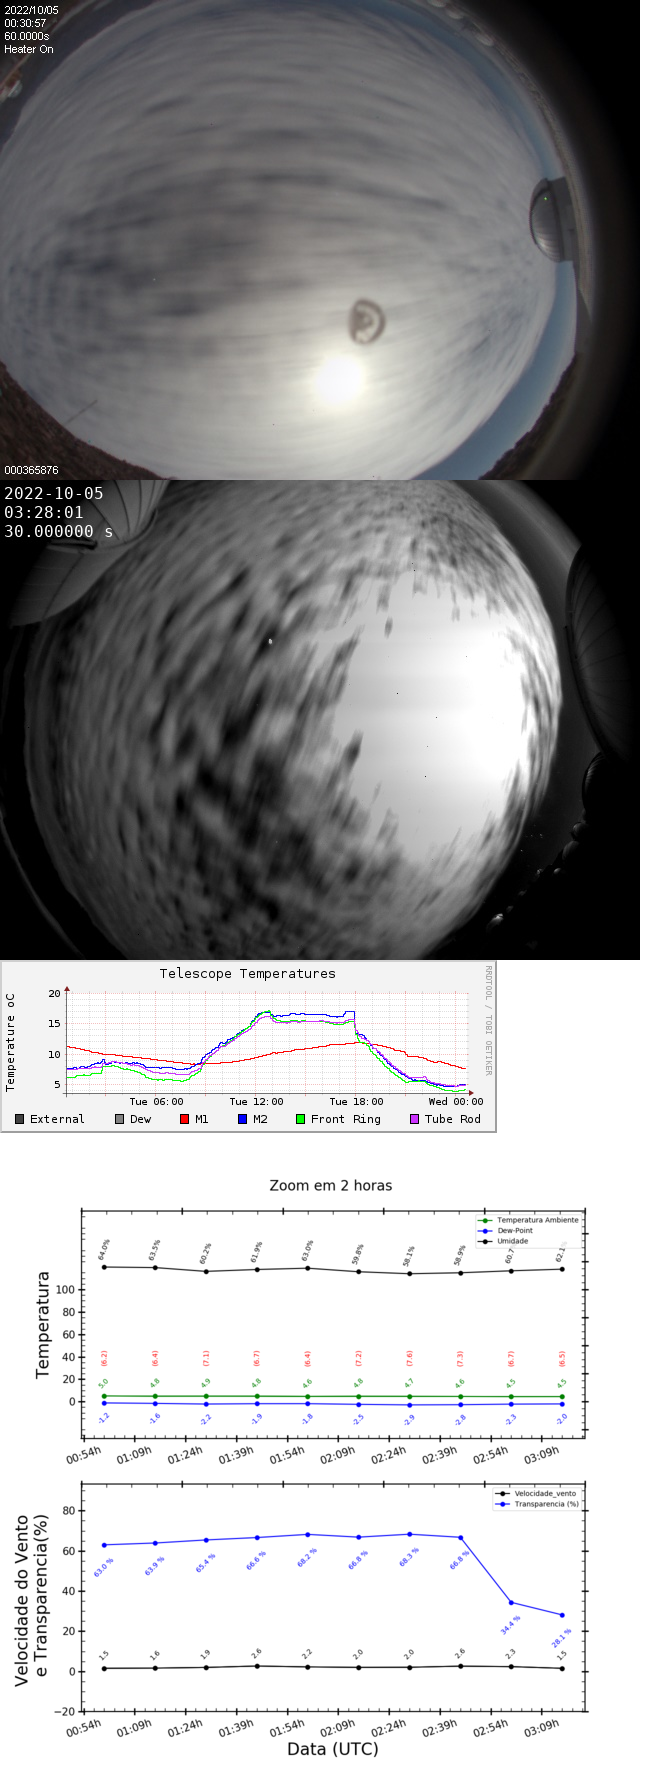 2022/10/05
00:30:57
60.0000s
Heater On
000365876
2022-10-05
03:28:01
30.000000 s
Telescope Temperatures
Temperature oC
20
15
10
5
Tue 06:00 Tue 12:00 Tue 18:00 Wed 00:00
External Dew M1 M2 Front Ring Tube Rod
RRDTOOL / TOBI OETIKER
Zoom em 2 horas
Temperatura
Temperatura Ambiente
Dew-Point
Umidade
64.0% 63.5% 60.2% 61.9% 63.0% 59.8% 58.1% 58.9% 60.7 62.1%
100
80
60
40
20
0
(6.2) (6.4) (7.1) (6.7) (6.4) (7.2) (7.6) (7.3) (6.7) (6.5)
5.0 4.8 4.9 4.8 4.6 4.8 4.7 4.6 4.5 4.5
-1.2 -1.6 -2.2 -1.9 -1.8 -2.5 -2.9 -2.8 -2.3 -2.0
00:54h 01:09h 01:24h 01:39h 01:54h 02:09h 02:24h 02:39h 02:54h 03:09h
Velocidade do Vento
e Transparencia(%)
Velocidade_vento
Transparencia (%)
80
60
40
20
0
−20
63.0 % 63.9 % 65.4 % 66.6 % 68.2 % 66.8 % 68.3 % 66.8 % 34.4 % 28.1 %
1.5 1.6 1.9 2.6 2.2 2.0 2.0 2.6 2.3 1.5
00:54h 01:09h 01:24h 01:39h 01:54h 02:09h 02:24h 02:39h 02:54h 03:09h
Data (UTC)